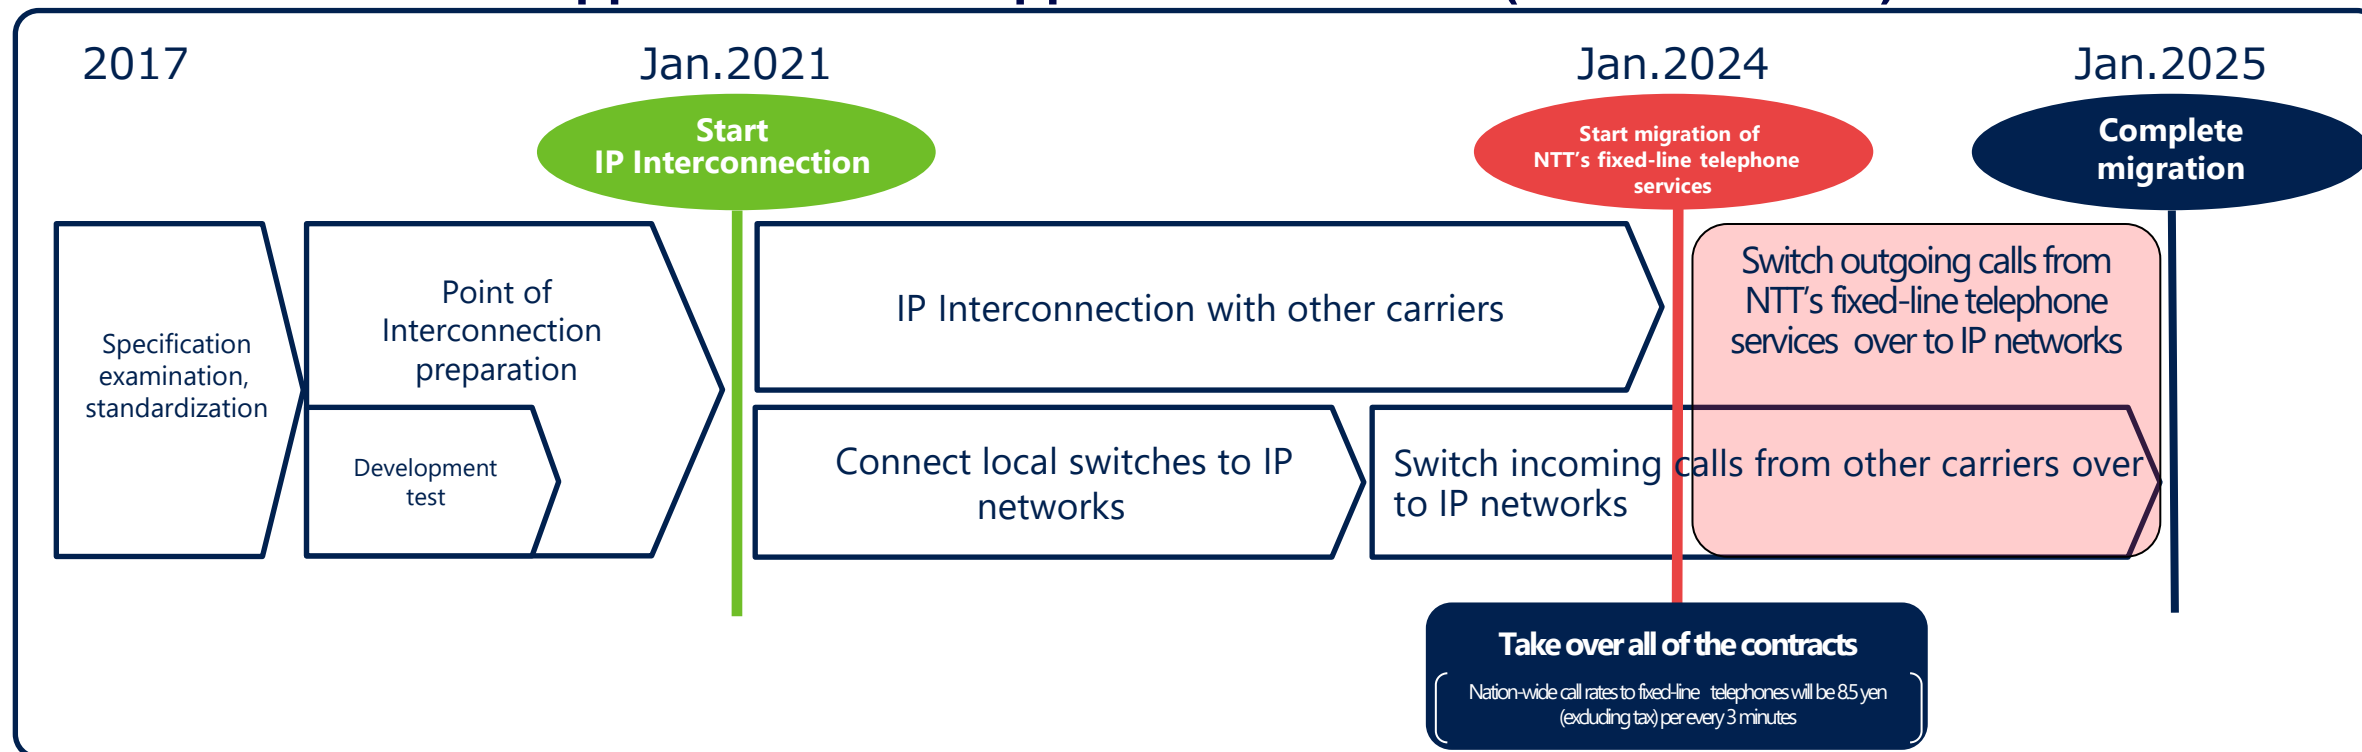 2017
Jan.2021
Jan.2024
Jan.2025
Start
IP Interconnection
Start migration of
NTT's fixed-line telephone
services
Complete
migration
Specification
examination,
standardization
Point of
Interconnection
preparation
Development
test
IP Interconnection with other carriers
Connect local switches to IP
networks
Switch outgoing calls from
NTT's fixed-line telephone
services over to IP networks
Switch incoming calls from other carriers over
to IP networks
Take over all of the contracts
Nation-wide call rates to fixed-line telephones will be 8.5 yen
(excluding tax) per every 3 minutes